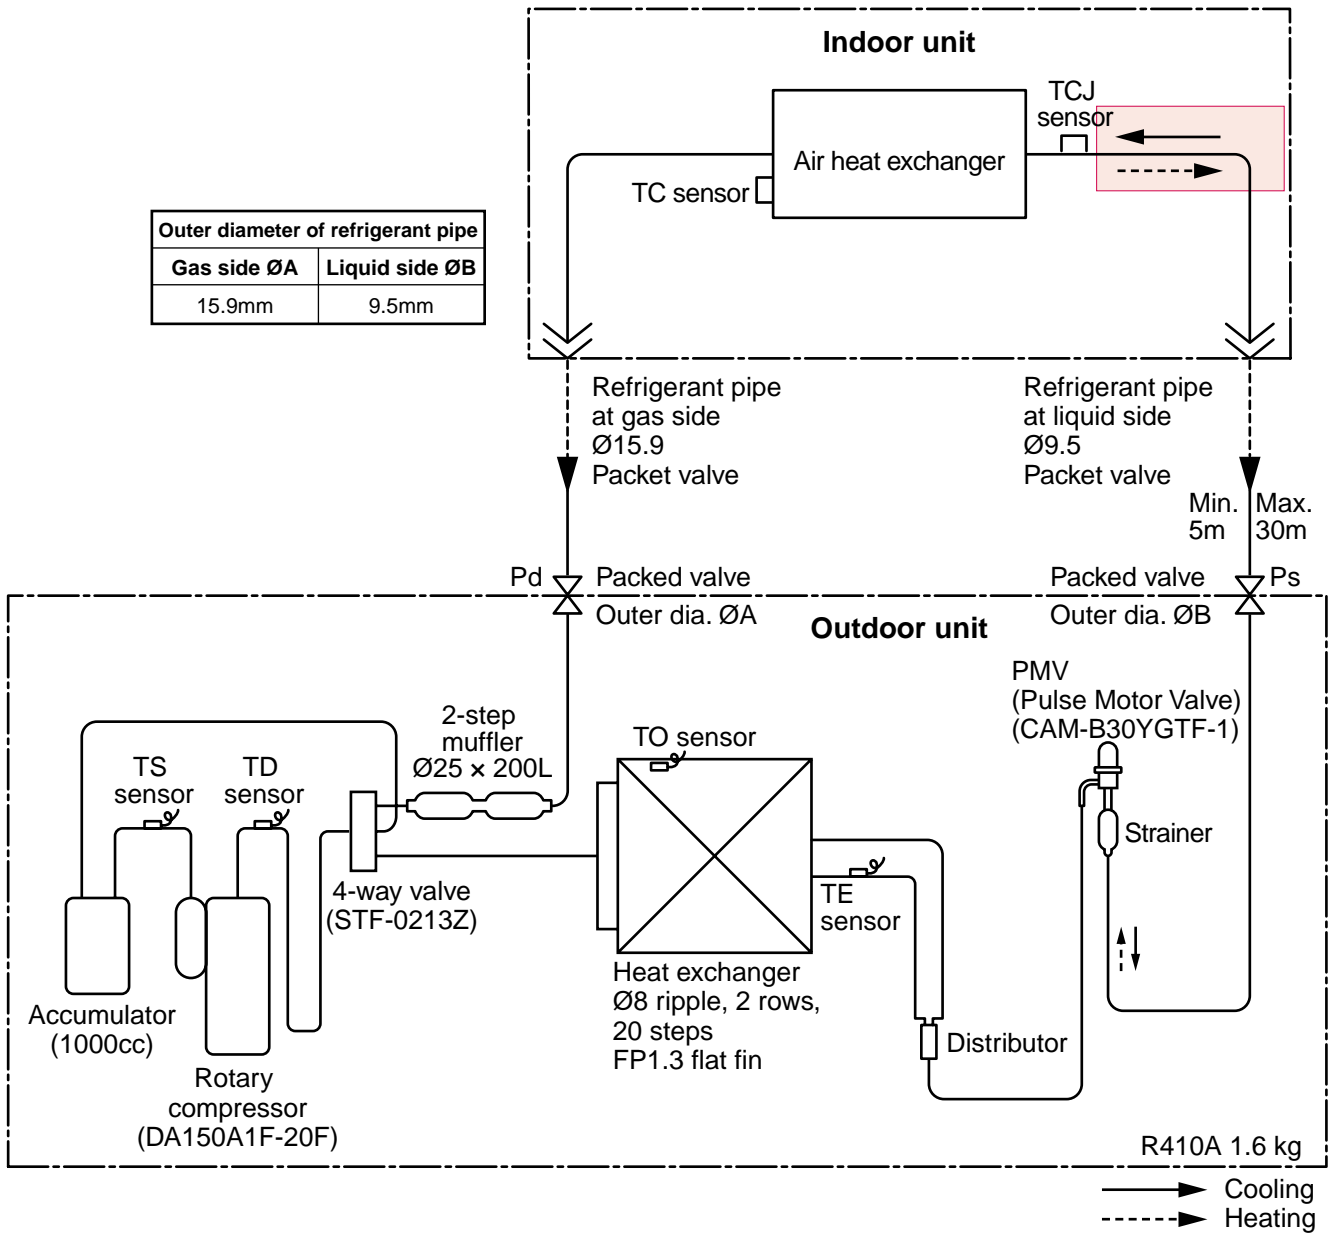 Indoor unit
TCJ
sensor
Air heat exchanger
TC sensor
Outer diameter of refrigerant pipe
Gas side ØA Liquid side ØB
15.9mm 9.5mm
Refrigerant pipe
at gas side
Ø15.9
Packet valve
Refrigerant pipe
at liquid side
Ø9.5
Packet valve
Min.
5m
Max.
30m
Pd
Packed valve
Outer dia. ØA
Packed valve
Ps
Outer dia. ØB
Outdoor unit
PMV
(Pulse Motor Valve)
(CAM-B30YGTF-1)
2-step
muffler
Ø25 × 200L
TO sensor
TS
sensor
TD
sensor
Strainer
4-way valve
(STF-0213Z)
TE
sensor
Heat exchanger
Ø8 ripple, 2 rows,
20 steps
FP1.3 flat fin
Accumulator
(1000cc)
Distributor
Rotary
compressor
(DA150A1F-20F)
R410A 1.6 kg
Cooling
Heating